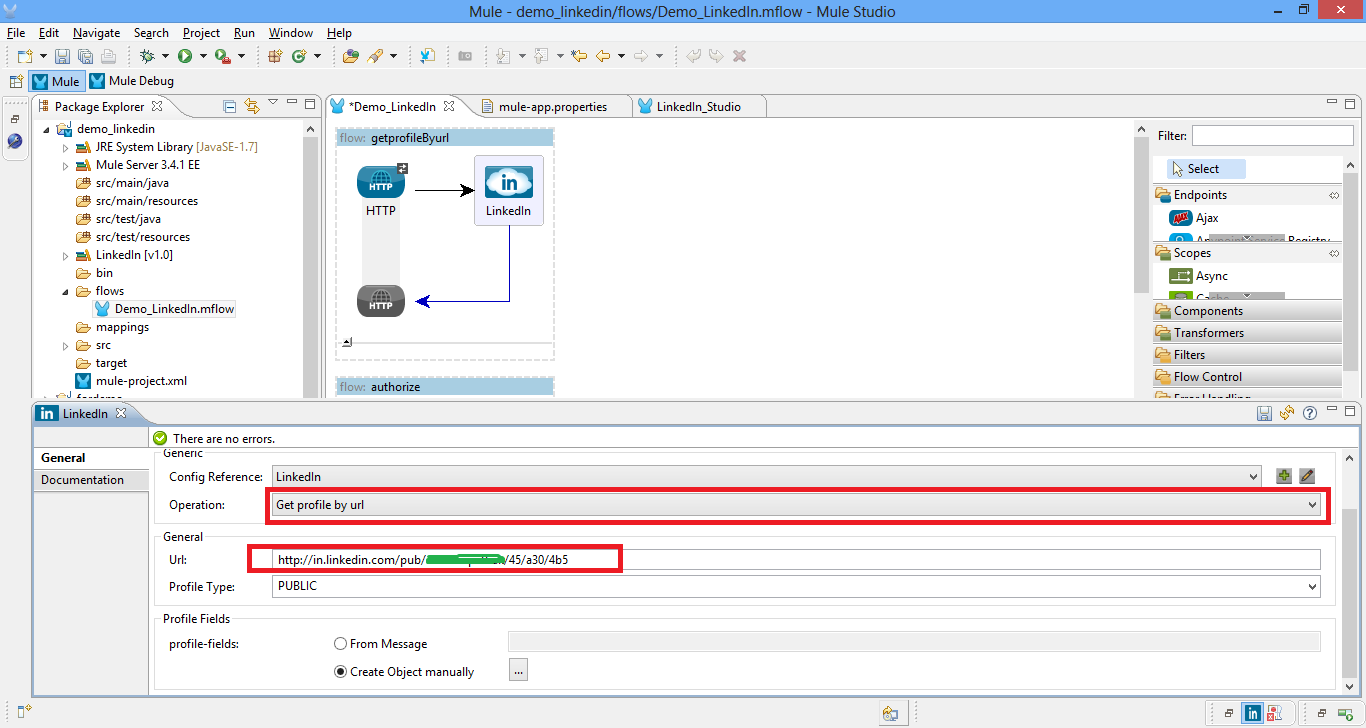 Mule - demo_linkedin/flows/Demo_LinkedIn.mflow - Mule Studio
File Edit Navigate Search Project Run Window Help
Mule Mule Debug
Package Explorer
demo_linkedin
JRE System Library [JavaSE-1.7]
Mule Server 3.4.1 EE
src/main/java
src/main/resources
src/test/java
src/test/resources
LinkedIn [v1.0]
bin
flows
Demo_LinkedIn.mflow
mappings
src
target
mule-project.xml
*Demo_LinkedIn mule-app.properties LinkedIn_Studio
flow: getprofileByurl
HTTP in
HTTP LinkedIn
HTTP
flow: authorize
Filter:
Select
Endpoints
Ajax
Registry
Scopes
Async
Components
Transformers
Filters
Flow Control
Error Handling
in LinkedIn
There are no errors.
General
Documentation
Generic
Config Reference: LinkedIn
Operation: Get profile by url
General
Url: http://in.linkedin.com/pub/ /45/a30/4b5
Profile Type: PUBLIC
Profile Fields
profile-fields: From Message
Create Object manually ...
in